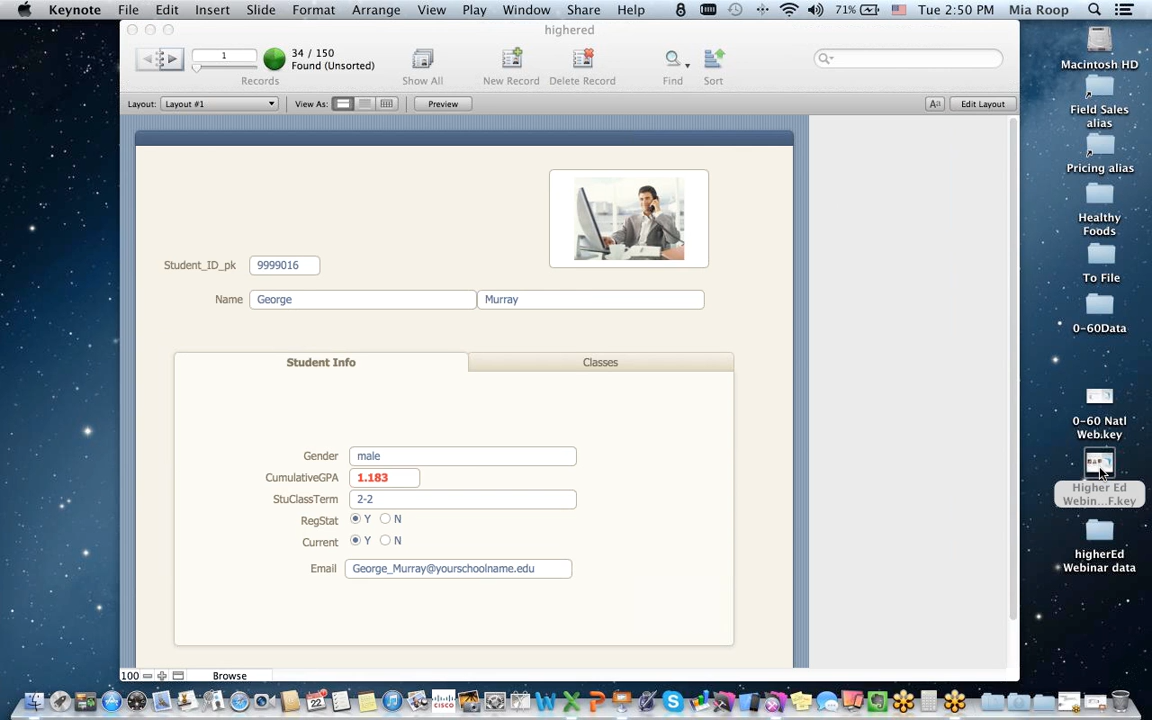 Keynote File Edit Insert Slide Format Arrange View Play Window Share Help 71% Tue 2:50 PM Mia Roop
highered
1
34 / 150
Found (Unsorted)
Records Show All New Record Delete Record Find Sort
Layout: Layout #1 View As: Preview Aa Edit Layout
Student_ID_pk 9999016
Name George Murray
Student Info Classes
Gender male
CumulativeGPA 1.183
StuClassTerm 2-2
RegStat Y N
Current Y N
Email George_Murray@yourschoolname.edu
100 Browse
Macintosh HD
Field Sales
alias
Pricing alias
Healthy
Foods
To File
0-60Data
0-60 Natl
Web.key
Higher Ed
Webin...F.key
higherEd
Webinar data
22
CISCO